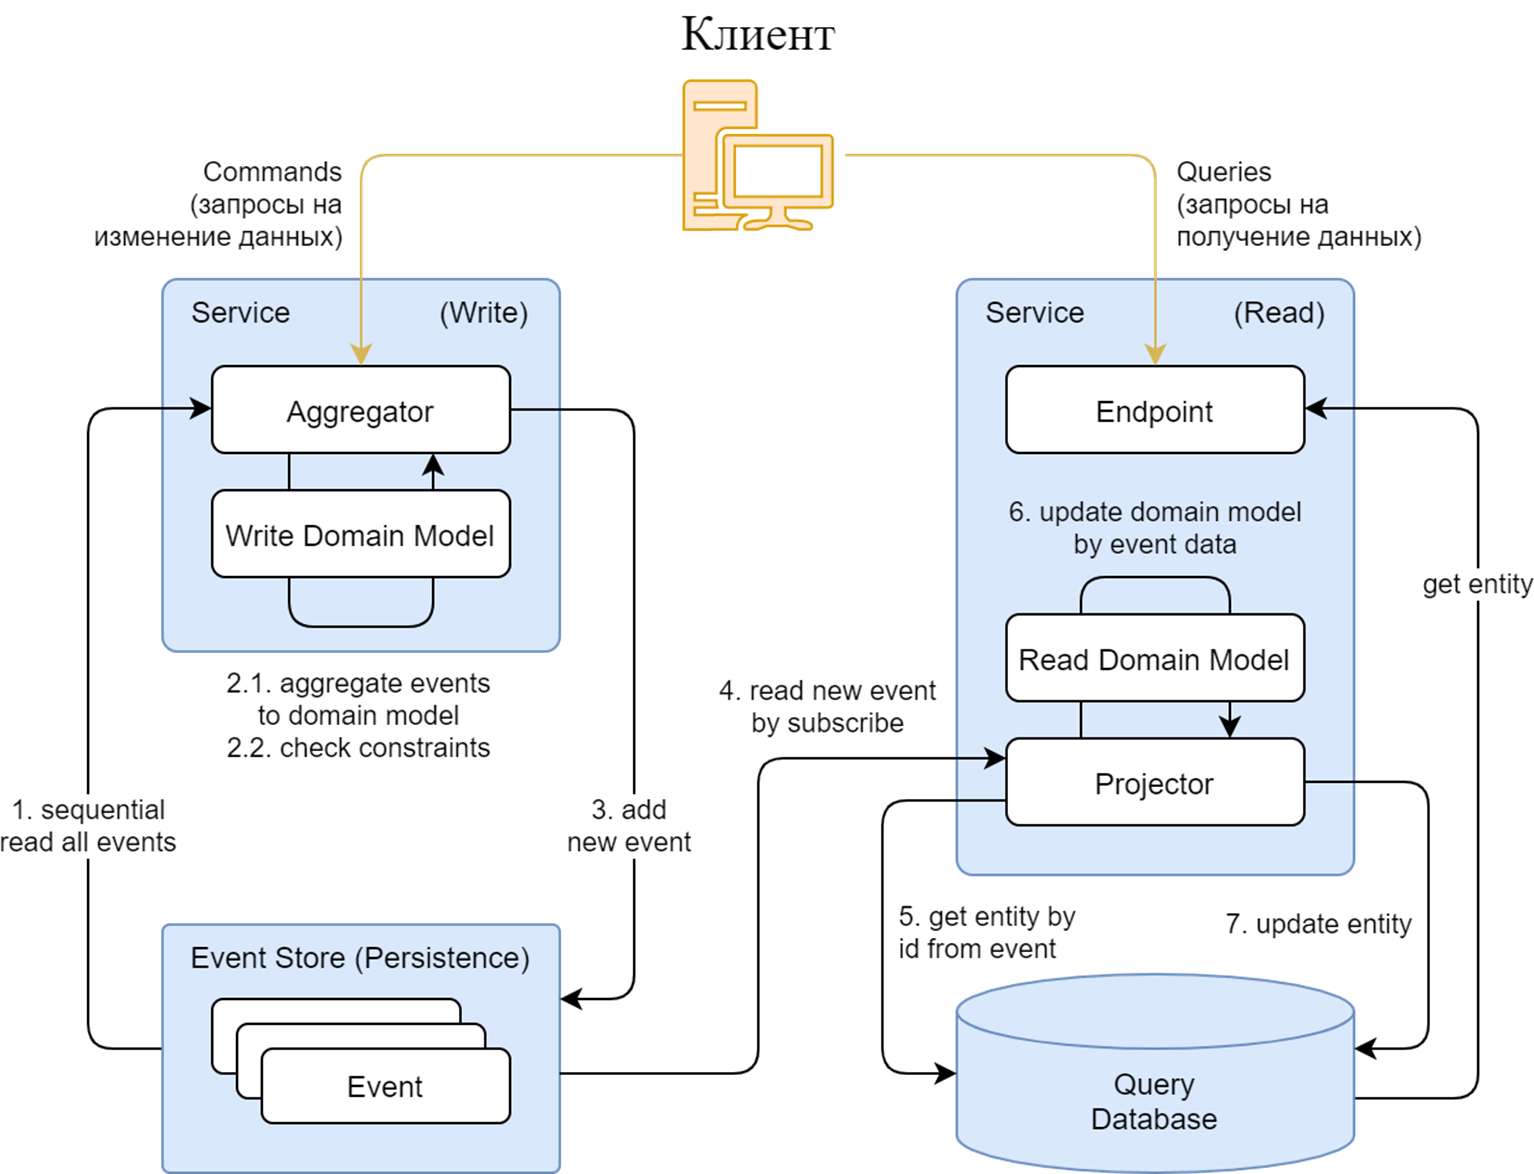 Клиент
Commands
(запросы на
изменение данных)
Queries
(запросы на
получение данных)
Service (Write)
Aggregator
Write Domain Model
2.1. aggregate events
to domain model
2.2. check constraints
1. sequential
read all events
3. add
new event
Event Store (Persistence)
Event
4. read new event
by subscribe
Service (Read)
Endpoint
6. update domain model
by event data
Read Domain Model
Projector
get entity
5. get entity by
id from event
7. update entity
Query
Database